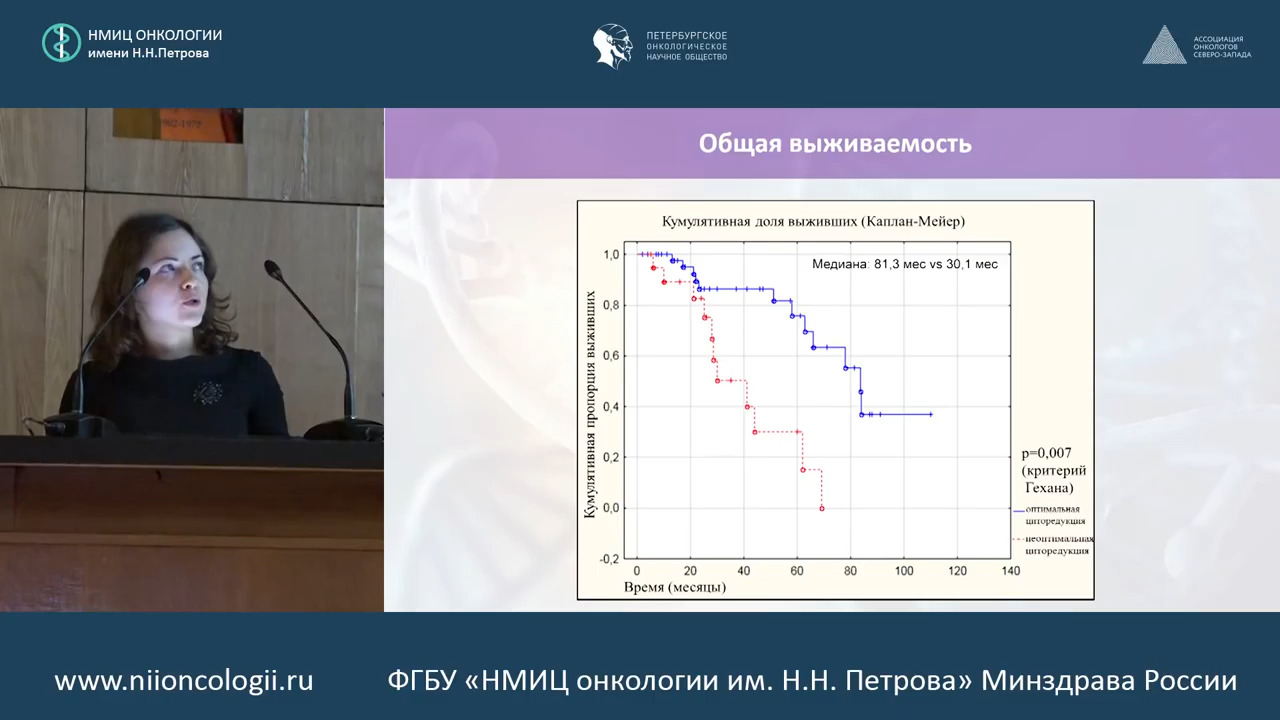 НМИЦ ОНКОЛОГИИ
имени Н.Н.Петрова
ПЕТЕРБУРГСКОЕ
ОНКОЛОГИЧЕСКОЕ
НАУЧНОЕ ОБЩЕСТВО
АССОЦИАЦИЯ
ОНКОЛОГОВ
СЕВЕРО-ЗАПАДА
Общая выживаемость
Кумулятивная доля выживших (Каплан-Мейер)
Медиана: 81,3 мес vs 30,1 мес
Кумулятивная пропорция выживших
1,0
0,8
0,6
0,4
0,2
0,0
-0,2
0 20 40 60 80 100 120 140
Время (месяцы)
p=0,007
(критерий
Гехана)
оптимальная
циторедукция
неоптимальная
циторедукция
www.niioncologii.ru
ФГБУ «НМИЦ онкологии им. Н.Н. Петрова» Минздрава России